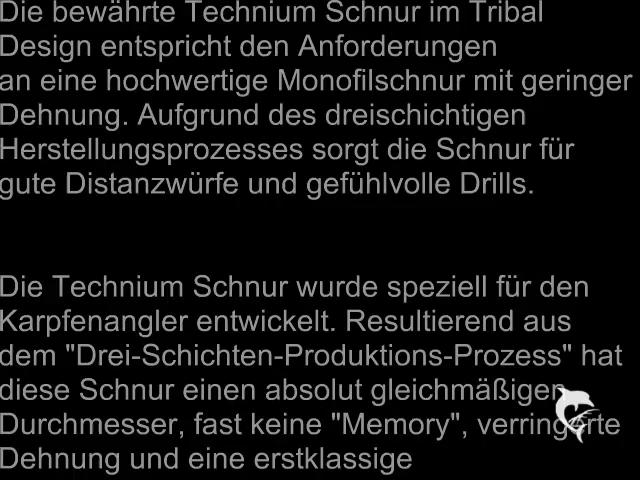 Die bewährte Technium Schnur im Tribal
Design entspricht den Anforderungen
an eine hochwertige Monofilschnur mit geringer
Dehnung. Aufgrund des dreischichtigen
Herstellungsprozesses sorgt die Schnur für
gute Distanzwürfe und gefühlvolle Drills.
Die Technium Schnur wurde speziell für den
Karpfenangler entwickelt. Resultierend aus
dem "Drei-Schichten-Produktions-Prozess" hat
diese Schnur einen absolut gleichmäßigen
Durchmesser, fast keine "Memory", verringerte
Dehnung und eine erstklassige